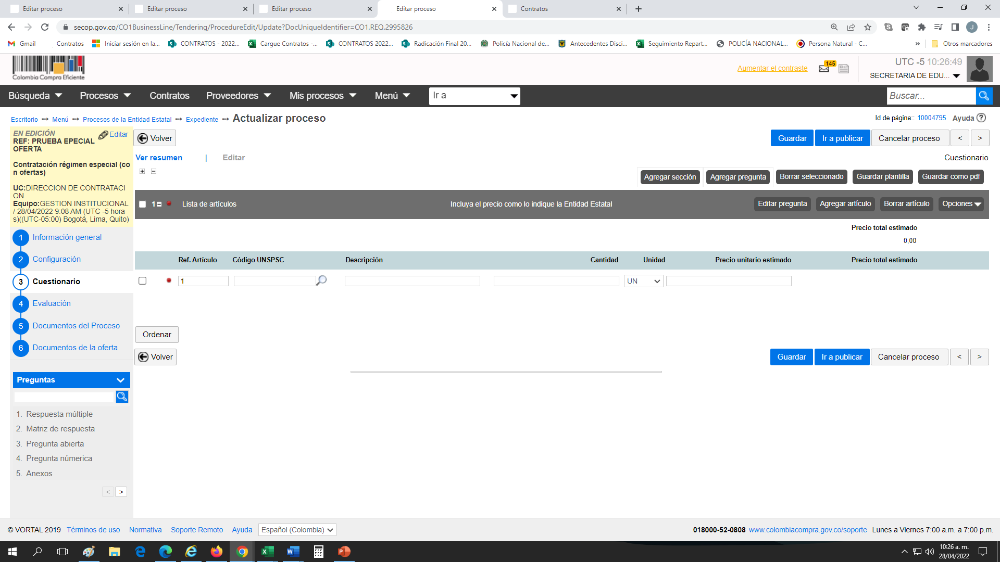 Editar proceso
Editar proceso
Editar proceso
Editar proceso
Contratos
secop.gov.co/CO1BusinessLine/Tendering/ProcedureEdit/Update?DocUniqueIdentifier=CO1.REQ.2995826
J
Gmail
Contratos
Iniciar sesión en la...
CONTRATOS - 2022...
Cargue Contratos -...
CONTRATOS 2022...
Radicación Final 20...
Policía Nacional de...
Antecedentes Disci...
Seguimiento Repart...
POLICÍA NACIONAL...
Persona Natural - C...
»
Otros marcadores
Colombia Compra Eficiente
Aumentar el contraste
145
UTC -5 10:26:49
SECRETARIA DE EDU...
Búsqueda
Procesos
Contratos
Proveedores
Mis procesos
Menú
Ir a
Buscar...
Escritorio → Menú → Procesos de la Entidad Estatal → Expediente → Actualizar proceso
Id de página:: 10004795
Ayuda ?
EN EDICIÓN
Editar
REF: PRUEBA EPECIAL
OFERTA
Contratación régimen especial (co
n ofertas)
UC:DIRECCION DE CONTRATACI
ON
Equipo:GESTION INSTITUCIONAL
/ 28/04/2022 9:08 AM (UTC -5 hora
s)((UTC-05:00) Bogotá, Lima, Quito)
1 Información general
2 Configuración
3 Cuestionario
4 Evaluación
5 Documentos del Proceso
6 Documentos de la oferta
Preguntas
1. Respuesta múltiple
2. Matriz de respuesta
3. Pregunta abierta
4. Pregunta númerica
5. Anexos
< >
Volver
Guardar
Ir a publicar
Cancelar proceso
<
>
Ver resumen | Editar
Cuestionario
Agregar sección
Agregar pregunta
Borrar seleccionado
Guardar plantilla
Guardar como pdf
1
Lista de artículos
Incluya el precio como lo indique la Entidad Estatal
Editar pregunta
Agregar artículo
Borrar artículo
Opciones
Precio total estimado
0,00
Ref. Artículo
Código UNSPSC
Descripción
Cantidad
Unidad
Precio unitario estimado
Precio total estimado
1
UN
Ordenar
Volver
Guardar
Ir a publicar
Cancelar proceso
<
>
© VORTAL 2019
Términos de uso
Normativa
Soporte Remoto
Ayuda
Español (Colombia)
018000-52-0808 www.colombiacompra.gov.co/soporte Lunes a Viernes 7:00 a.m. a 7:00 p.m.
10:26 a. m.
28/04/2022